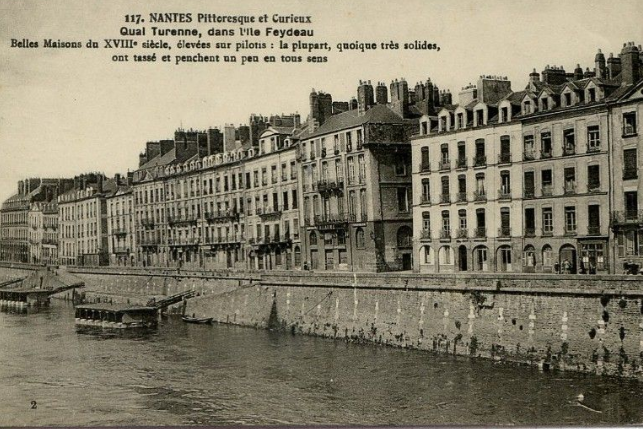 117. NANTES Pittoresque et Curieux
Quai Turenne, dans l'Ile Feydeau
Belles Maisons du XVIIIe siècle, élevées sur pilotis : la plupart, quoique très solides,
ont tassé et penchent un peu en tous sens
2